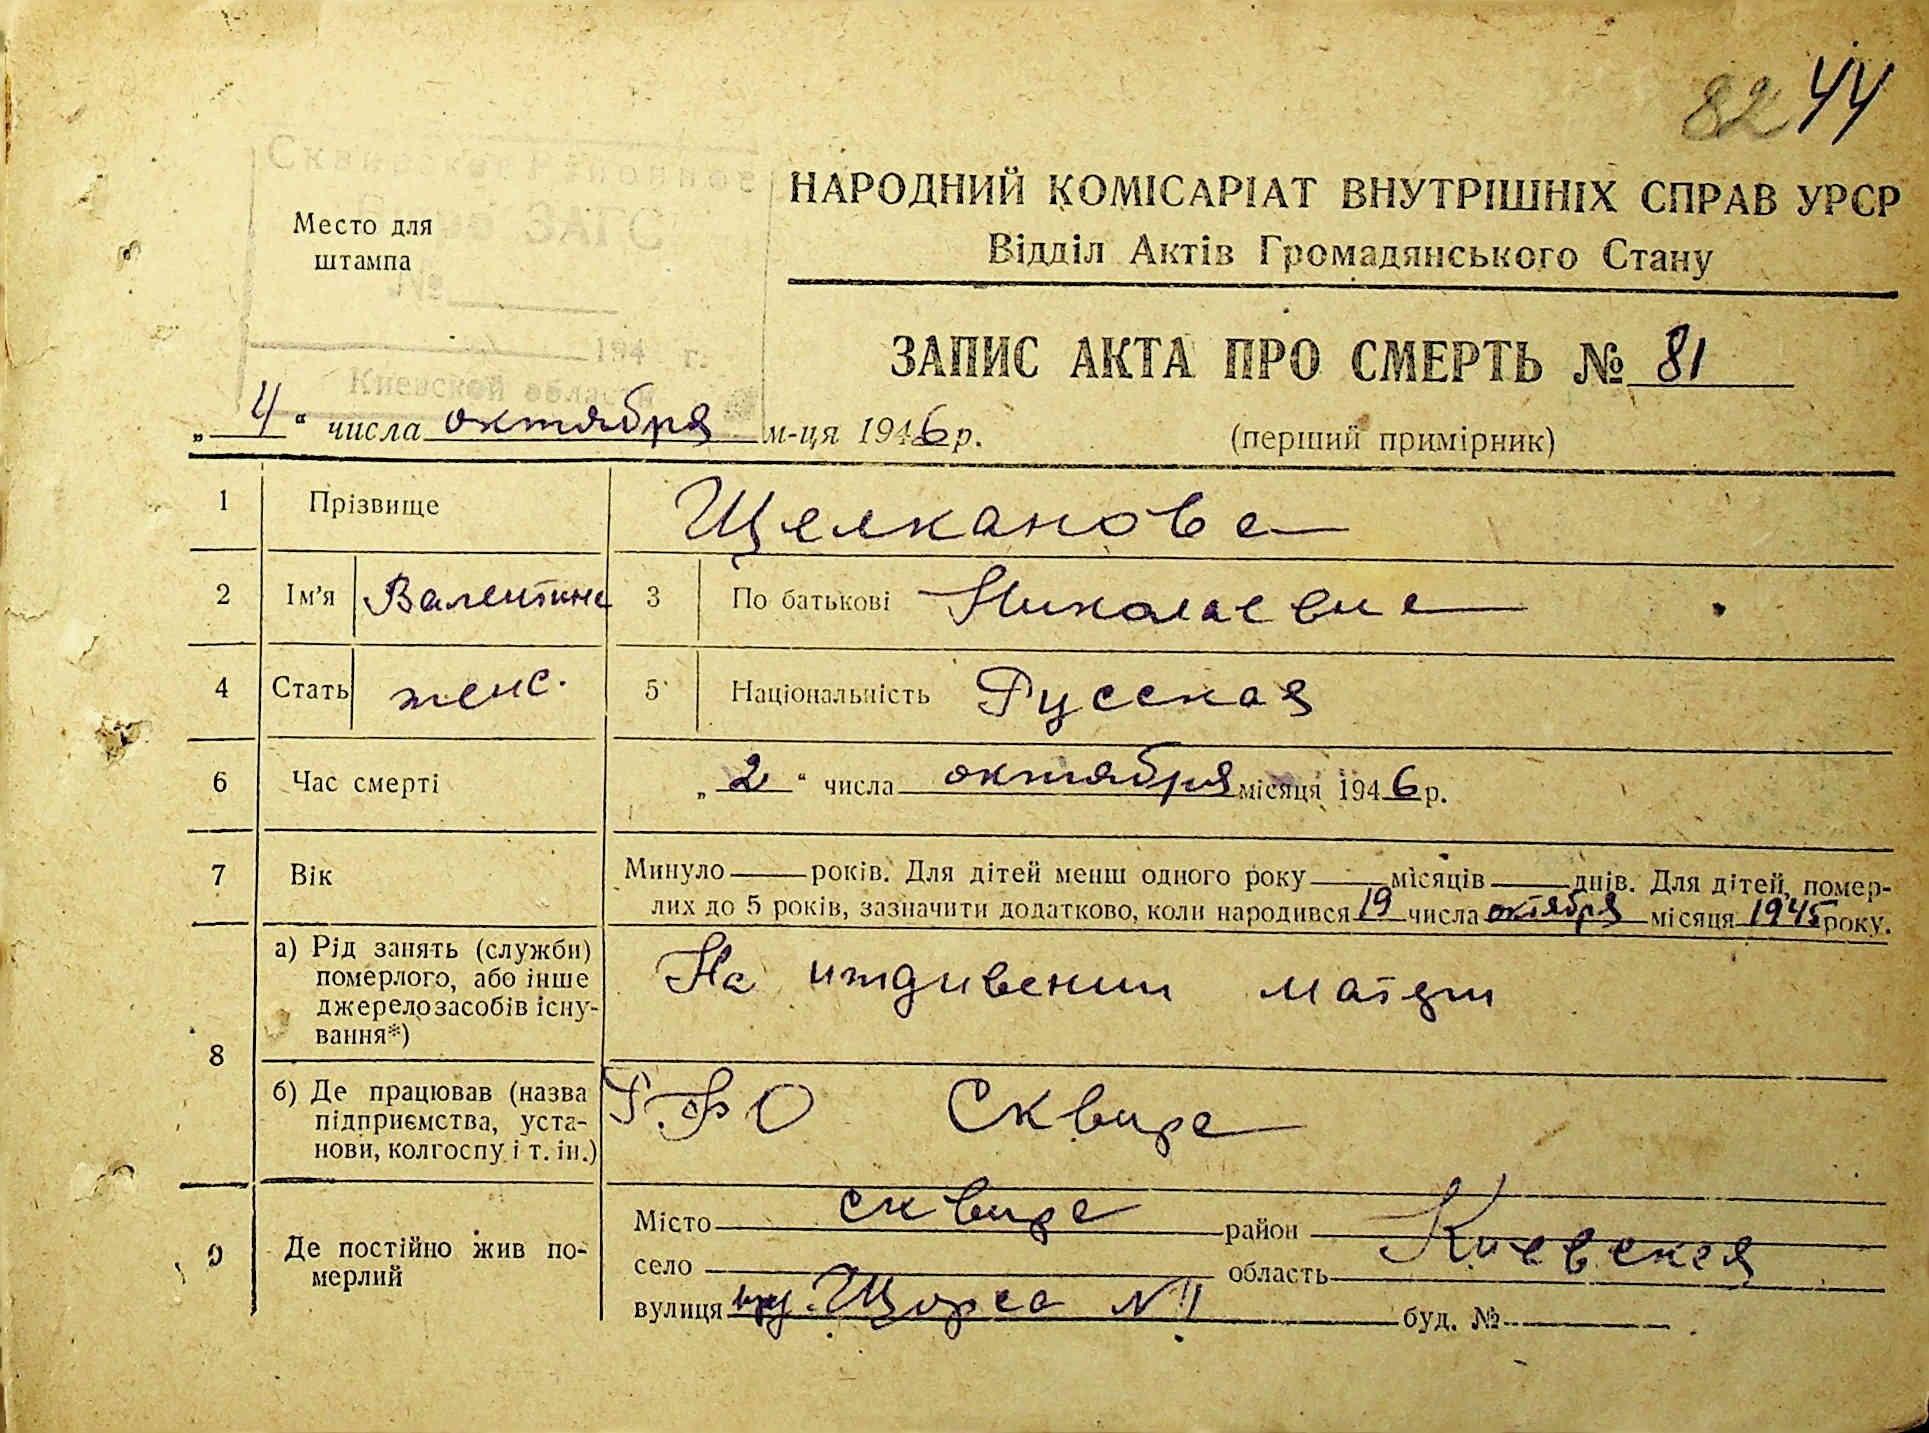 82 44
Сквирское Районное
Бюро ЗАГС
№
194 г.
Киевской области
Место для
штампа
НАРОДНИЙ КОМІСАРІАТ ВНУТРІШНІХ СПРАВ УРСР
Відділ Актів Громадянського Стану
ЗАПИС АКТА ПРО СМЕРТЬ № 81
„4“ числа октября м-ця 1946 р.
(перший примірник)
1 Прізвище Щелканова
2 Ім'я Валентина 3 По батькові Николаевна
4 Стать женс. 5 Національність Русская
6 Час смерті „2“ числа октября місяця 1946 р.
7 Вік Минуло — років. Для дітей менш одного року — місяців — днів. Для дітей, помер-
лих до 5 років, зазначити додатково, коли народився 19 числа октября місяця 1945 року.
8 а) Рід занять (служби)
померлого, або інше
джерело засобів існу-
вання*)
На иждивении матери
б) Де працював (назва
підприємства, уста-
нови, колгоспу і т. ін.)
РФО Сквира
9 Де постійно жив по-
мерлий
Місто Сквира район
село область Киевская
вулиця ул. Щорса № 11 буд. №